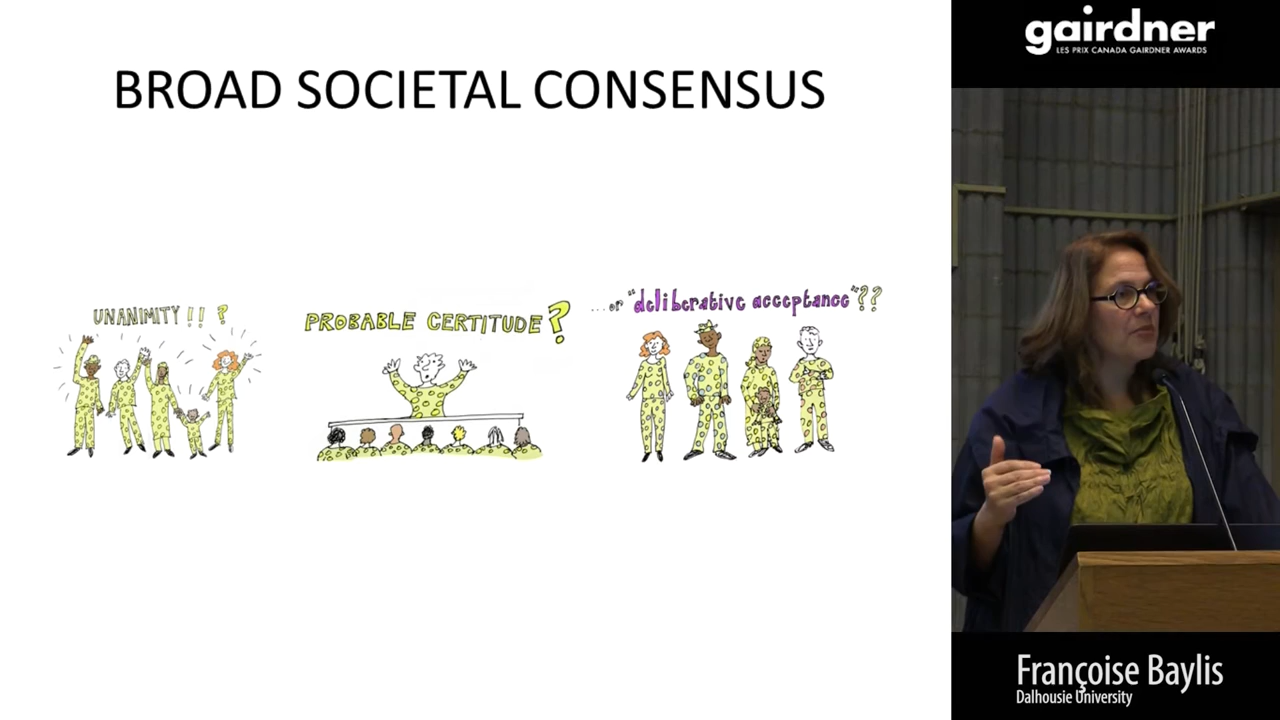 BROAD SOCIETAL CONSENSUS
UNANIMITY !! ?
PROBABLE CERTITUDE?
... or "deliberative acceptance"??
gairdner
LES PRIX CANADA GAIRDNER AWARDS
Françoise Baylis
Dalhousie University